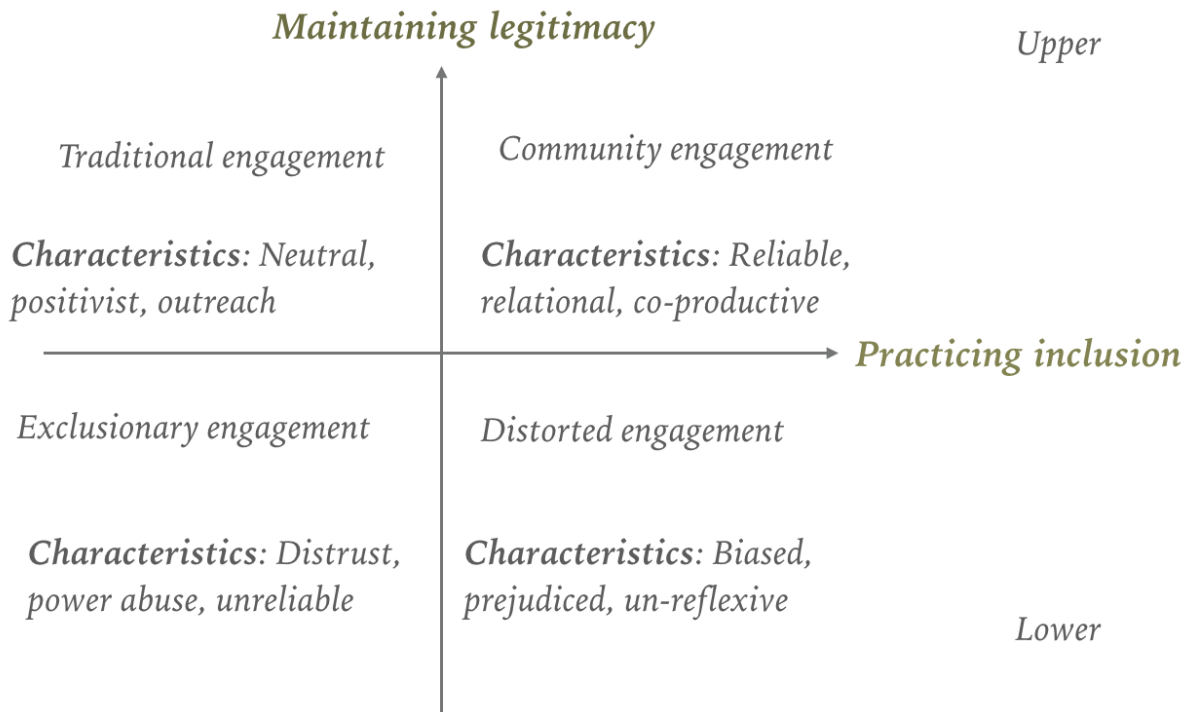 Maintaining legitimacy
Upper
Traditional engagement
Community engagement
Characteristics: Neutral,
positivist, outreach
Characteristics: Reliable,
relational, co-productive
Practicing inclusion
Exclusionary engagement
Distorted engagement
Characteristics: Distrust,
power abuse, unreliable
Characteristics: Biased,
prejudiced, un-reflexive
Lower